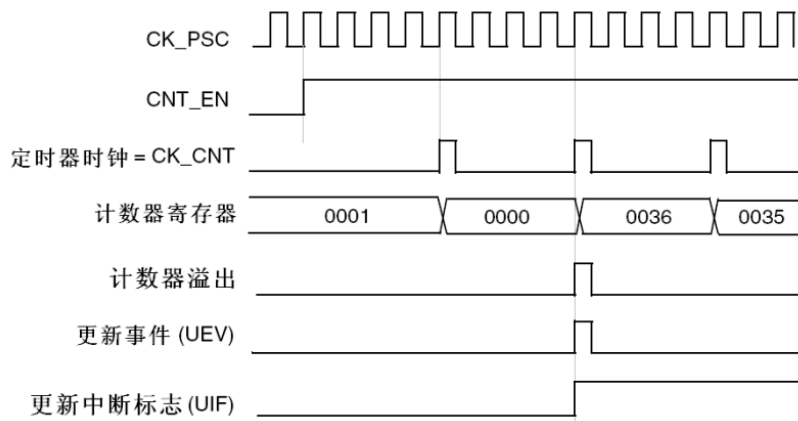 CK_PSC
CNT_EN
定时器时钟 = CK_CNT
计数器寄存器 0001 0000 0036 0035
计数器溢出
更新事件 (UEV)
更新中断标志 (UIF)